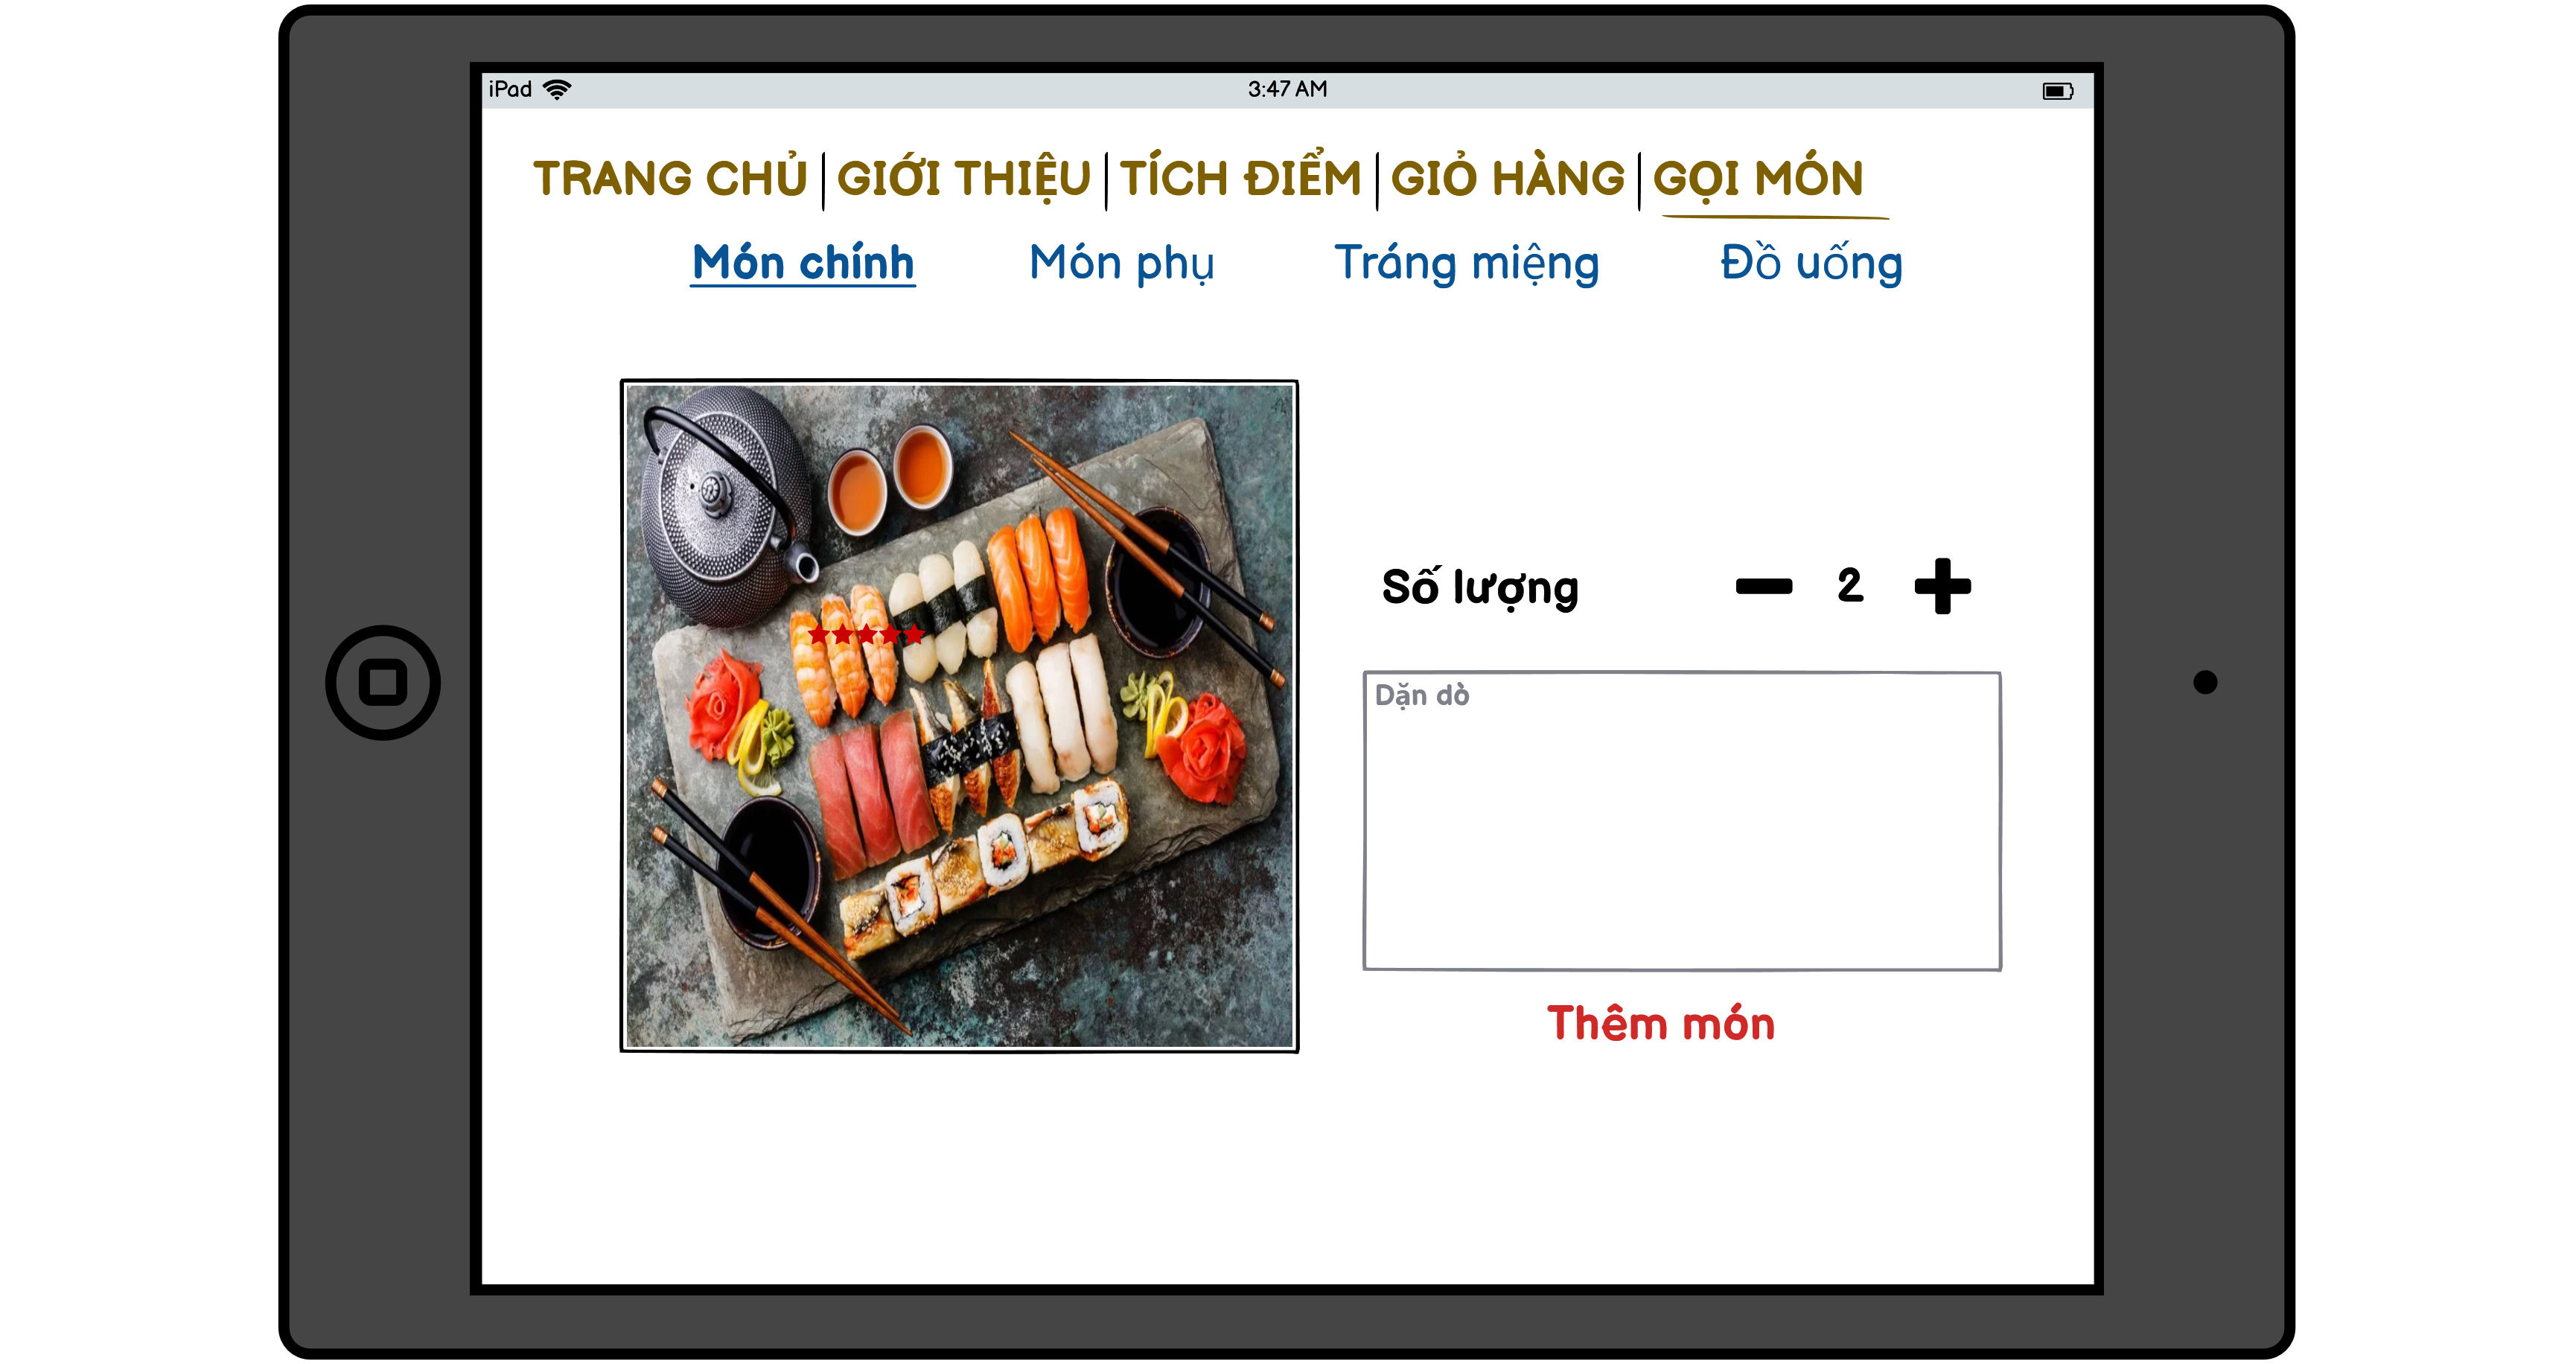 iPad 3:47 AM
TRANG CHỦ GIỚI THIỆU TÍCH ĐIỂM GIỎ HÀNG GỌI MÓN
Món chính Món phụ Tráng miệng Đồ uống
Số lượng 2
Dặn dò
Thêm món